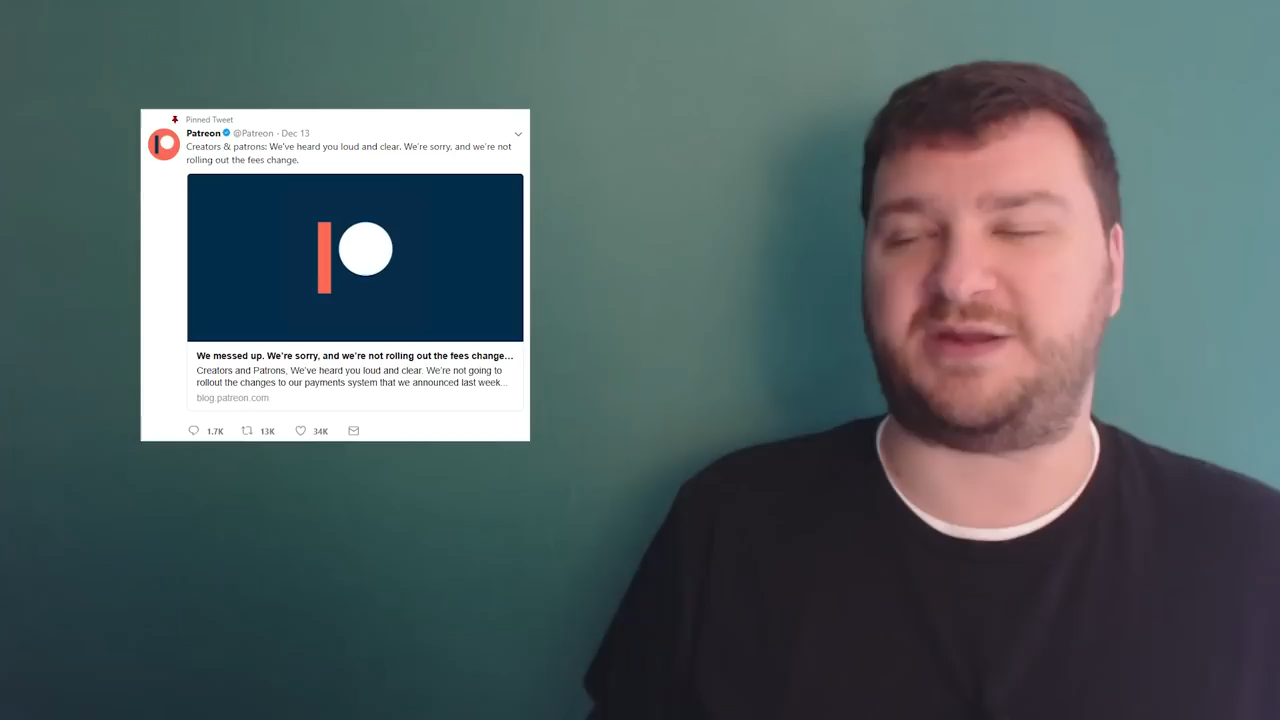 Pinned Tweet
Patreon @Patreon · Dec 13
Creators & patrons: We've heard you loud and clear. We're sorry, and we're not
rolling out the fees change.
We messed up. We're sorry, and we're not rolling out the fees change...
Creators and Patrons, We've heard you loud and clear. We're not going to
rollout the changes to our payments system that we announced last week...
blog.patreon.com
1.7K 13K 34K